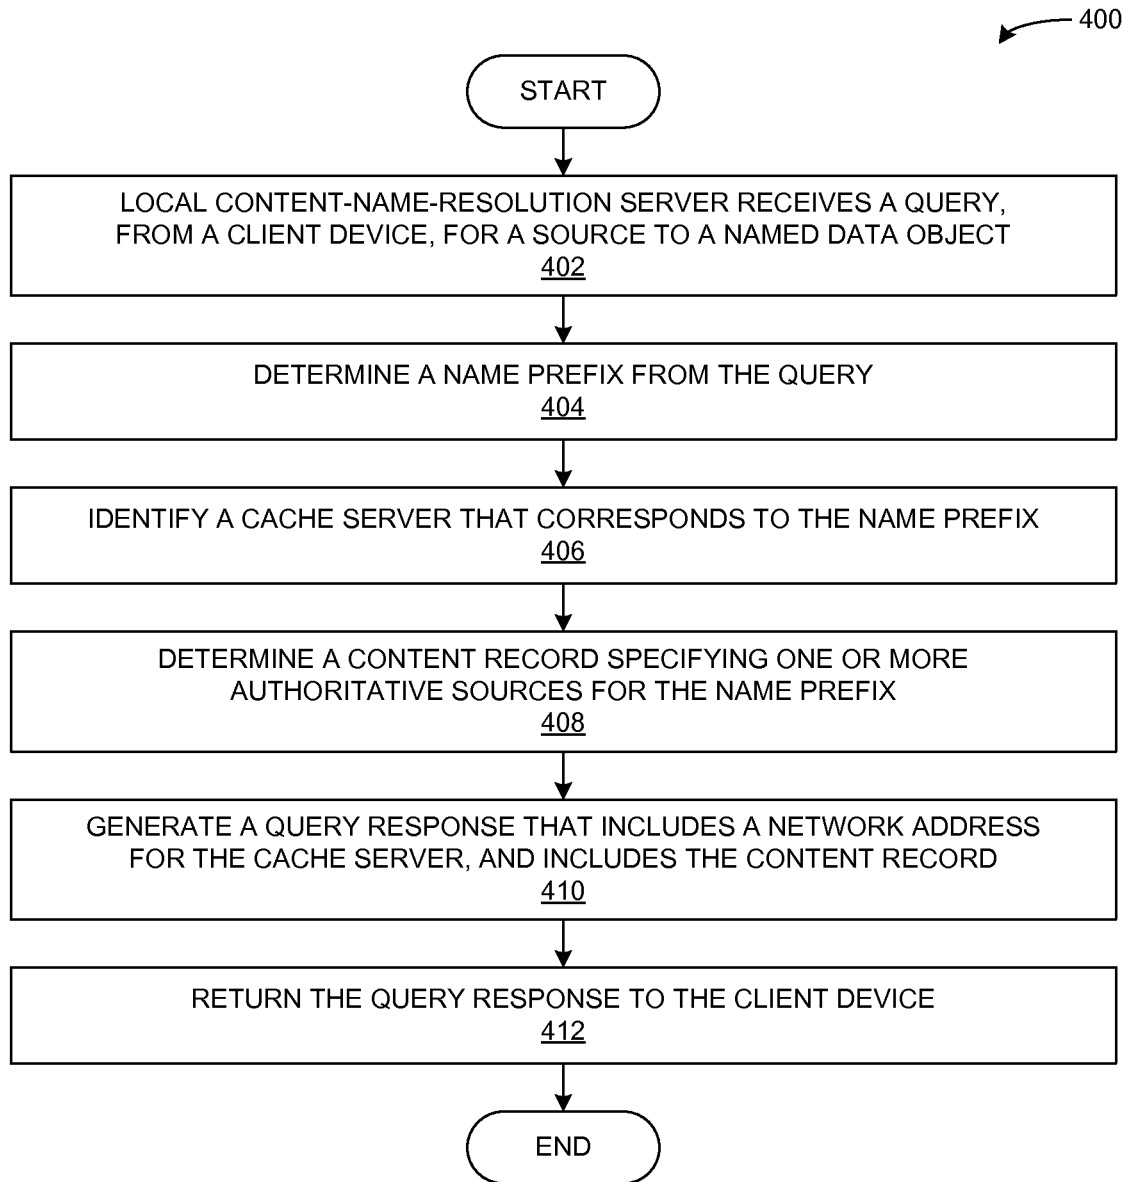 400
START
LOCAL CONTENT-NAME-RESOLUTION SERVER RECEIVES A QUERY,
FROM A CLIENT DEVICE, FOR A SOURCE TO A NAMED DATA OBJECT
402
DETERMINE A NAME PREFIX FROM THE QUERY
404
IDENTIFY A CACHE SERVER THAT CORRESPONDS TO THE NAME PREFIX
406
DETERMINE A CONTENT RECORD SPECIFYING ONE OR MORE
AUTHORITATIVE SOURCES FOR THE NAME PREFIX
408
GENERATE A QUERY RESPONSE THAT INCLUDES A NETWORK ADDRESS
FOR THE CACHE SERVER, AND INCLUDES THE CONTENT RECORD
410
RETURN THE QUERY RESPONSE TO THE CLIENT DEVICE
412
END